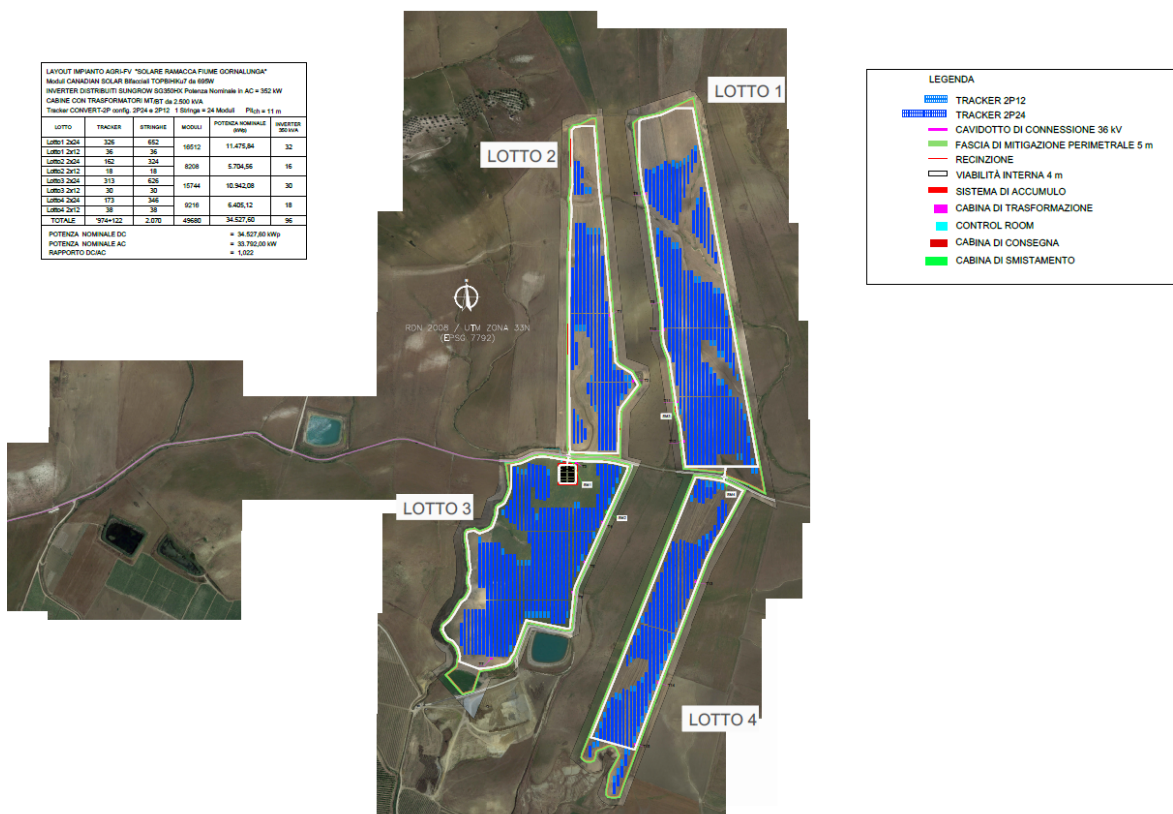 LAYOUT IMPIANTO AGRI-FV "SOLARE RAMACCA FIUME GORNALUNGA"
Moduli CANADIAN SOLAR Bifacciali TOPBiHiKu7 da 695W
INVERTER DISTRIBUITI SUNGROW SG350HX Potenza Nominale in AC = 352 kW
CABINE CON TRASFORMATORI MT/BT da 2.500 kVA
Tracker CONVERT-2P config. 2P24 e 2P12 1 Stringa = 24 Moduli Pitch = 11 m
LOTTO TRACKER STRINGHE MODULI POTENZA NOMINALE (kWp) INVERTER 350 kVA
Lotto1 2x24 326 652 16512 11.475,84 32
Lotto1 2x12 36 36
Lotto2 2x24 162 324 8208 5.704,56 16
Lotto2 2x12 18 18
Lotto3 2x24 313 626 15744 10.942,08 30
Lotto3 2x12 30 30
Lotto4 2x24 173 346 9216 6.405,12 18
Lotto4 2x12 38 38
TOTALE '974+122 2.070 49680 34.527,60 96
POTENZA NOMINALE DC = 34.527,60 kWp
POTENZA NOMINALE AC = 33.792,00 kW
RAPPORTO DC/AC = 1,022
LOTTO 1
LOTTO 2
RDN 2008 / UTM ZONA 33N
(EPSG 7792)
LOTTO 3
LOTTO 4
LEGENDA
TRACKER 2P12
TRACKER 2P24
CAVIDOTTO DI CONNESSIONE 36 kV
FASCIA DI MITIGAZIONE PERIMETRALE 5 m
RECINZIONE
VIABILITÀ INTERNA 4 m
SISTEMA DI ACCUMULO
CABINA DI TRASFORMAZIONE
CONTROL ROOM
CABINA DI CONSEGNA
CABINA DI SMISTAMENTO